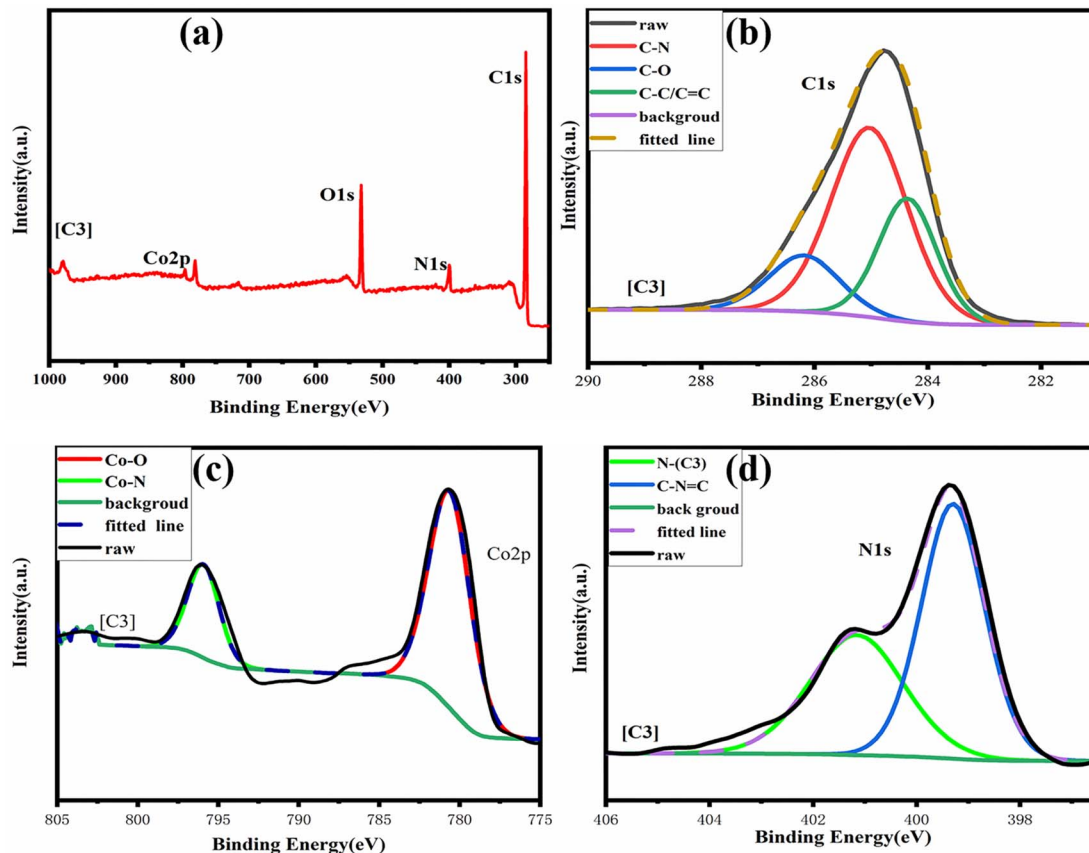 (a)
C1s
O1s
[C3]
Co2p
N1s
Intensity(a.u.)
1000 900 800 700 600 500 400 300
Binding Energy(eV)
(b)
raw
C-N
C-O
C-C/C=C
backgroud
fitted line
C1s
[C3]
Intensity(a.u.)
290 288 286 284 282
Binding Energy(eV)
(c)
Co-O
Co-N
backgroud
fitted line
raw
Co2p
[C3]
Intensity(a.u.)
805 800 795 790 785 780 775
Binding Energy(eV)
(d)
N-(C3)
C-N=C
back groud
fitted line
raw
N1s
[C3]
Intensity(a.u.)
406 404 402 400 398
Binding Energy(eV)